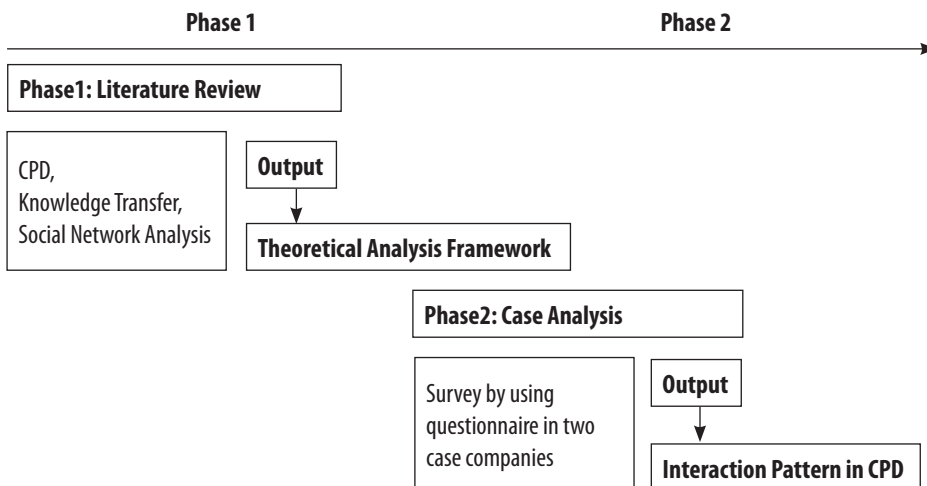 Phase 1
Phase 2
Phase1: Literature Review
CPD,
Knowledge Transfer,
Social Network Analysis
Output
Theoretical Analysis Framework
Phase2: Case Analysis
Survey by using
questionnaire in two
case companies
Output
Interaction Pattern in CPD